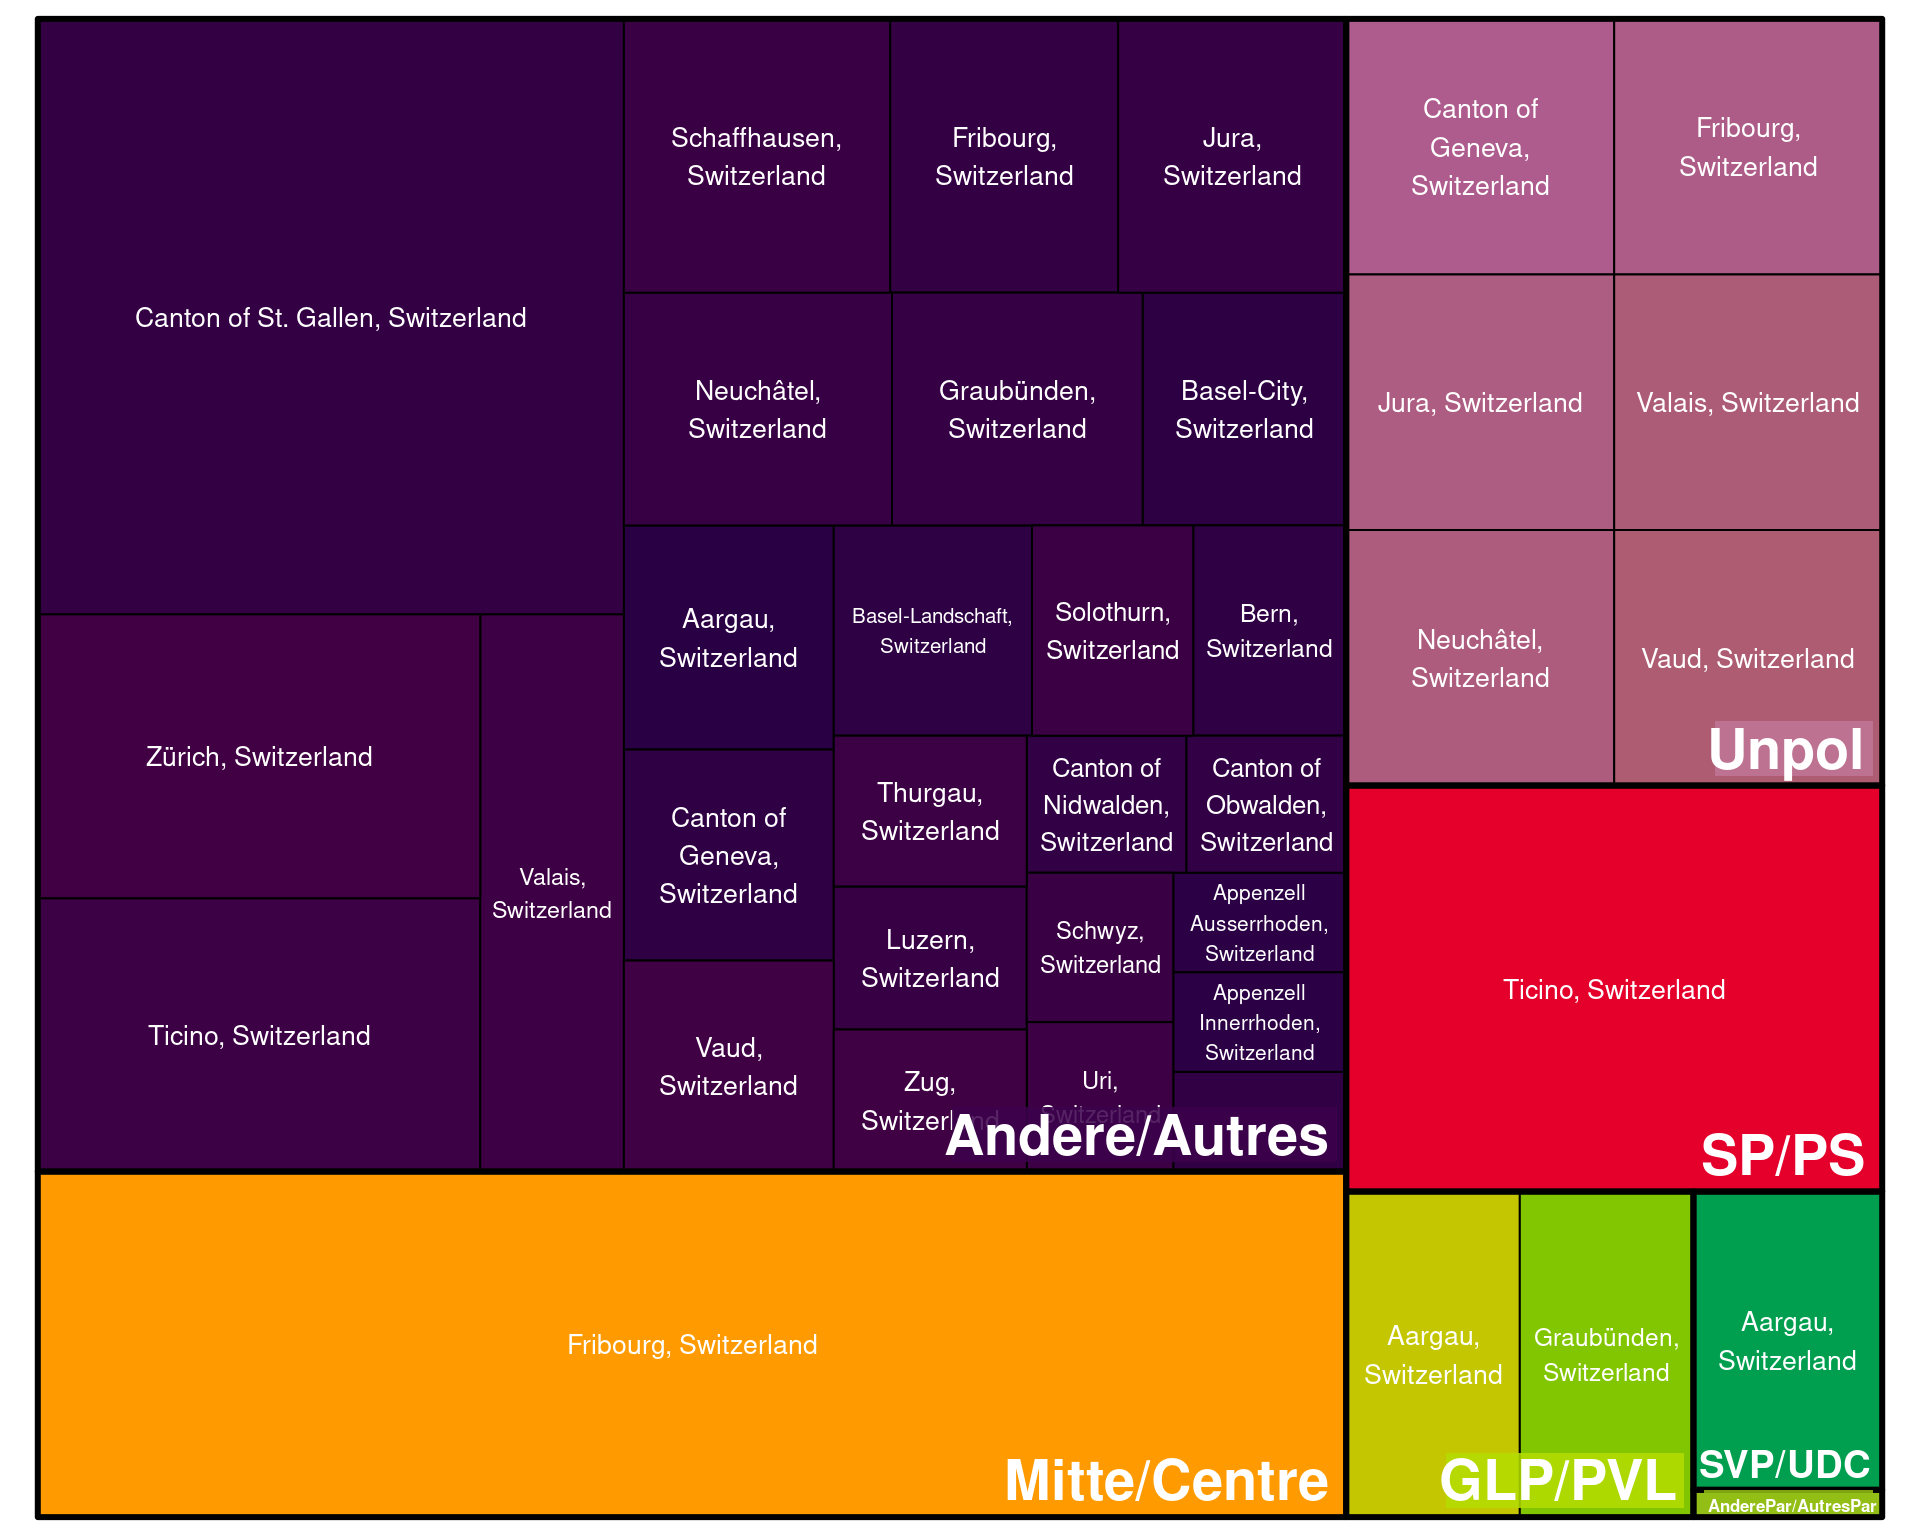 Canton of St. Gallen, Switzerland
Schaffhausen,
Switzerland
Fribourg,
Switzerland
Jura,
Switzerland
Neuchâtel,
Switzerland
Graubünden,
Switzerland
Basel-City,
Switzerland
Zürich, Switzerland
Ticino, Switzerland
Valais,
Switzerland
Aargau,
Switzerland
Basel-Landschaft,
Switzerland
Solothurn,
Switzerland
Bern,
Switzerland
Canton of
Geneva,
Switzerland
Vaud,
Switzerland
Thurgau,
Switzerland
Canton of
Nidwalden,
Switzerland
Canton of
Obwalden,
Switzerland
Luzern,
Switzerland
Schwyz,
Switzerland
Appenzell
Ausserrhoden,
Switzerland
Appenzell
Innerrhoden,
Switzerland
Zug,
Switzerland
Uri,
Switzerland
Andere/Autres
Fribourg, Switzerland
Mitte/Centre
Canton of
Geneva,
Switzerland
Fribourg,
Switzerland
Jura, Switzerland
Valais, Switzerland
Neuchâtel,
Switzerland
Vaud, Switzerland
Unpol
Ticino, Switzerland
SP/PS
Aargau,
Switzerland
Graubünden,
Switzerland
GLP/PVL
Aargau,
Switzerland
SVP/UDC
AnderePar/AutresPar